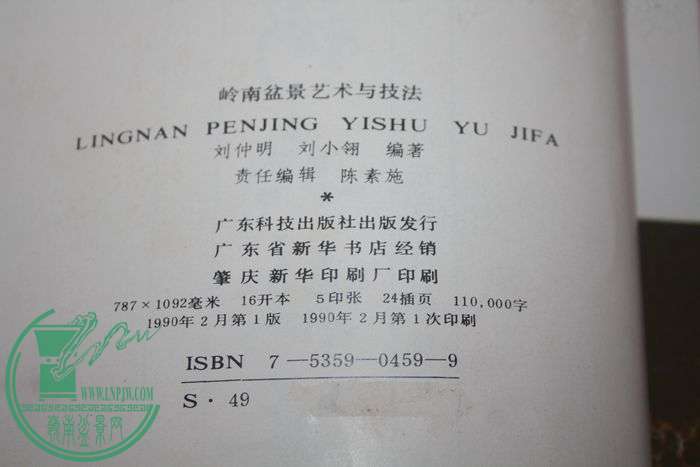 岭南盆景艺术与技法
LINGNAN PENJING YISHU YU JIFA
刘仲明 刘小翎 编著
责任编辑 陈素施
*
广东科技出版社出版发行
广东省新华书店经销
肇庆新华印刷厂印刷
787×1092毫米 16开本 5印张 24插页 110,000字
1990年2月第1版 1990年2月第1次印刷
ISBN 7—5359—0459—9
S·49
WWW.LNPJW.COM
嶺南盆景网